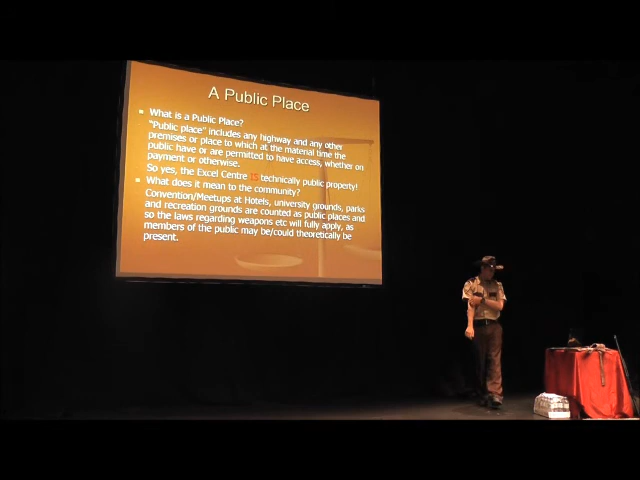 A Public Place
What is a Public Place?
"Public place" includes any highway and any other
premises or place to which at the material time the
public have or are permitted to have access, whether on
payment or otherwise.
So yes, the Excel Centre IS technically public property!
What does it mean to the community?
Convention/Meetups at Hotels, university grounds, parks
and recreation grounds are counted as public places and
so the laws regarding weapons etc will fully apply, as
members of the public may be/could theoretically be
present.